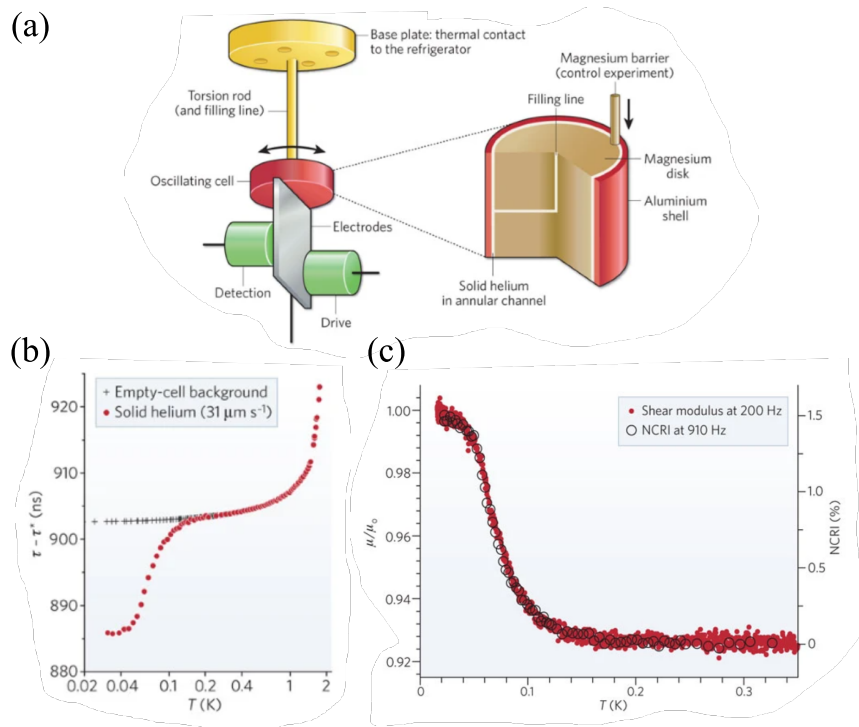 (a)
Base plate: thermal contact
to the refrigerator
Torsion rod
(and filling line)
Oscillating cell
Electrodes
Detection
Drive
Magnesium barrier
(control experiment)
Filling line
Magnesium
disk
Aluminium
shell
Solid helium
in annular channel
(b)
+ Empty-cell background
● Solid helium (31 μm s⁻¹)
920
910
900
890
880
τ – τ* (ns)
0.02 0.04 0.1 0.2 0.4 1 2
T (K)
(c)
● Shear modulus at 200 Hz
○ NCRI at 910 Hz
1.00
0.98
0.96
0.94
0.92
μ/μ₀
1.5
1.0
0.5
0
NCRI (%)
0 0.1 0.2 0.3
T (K)